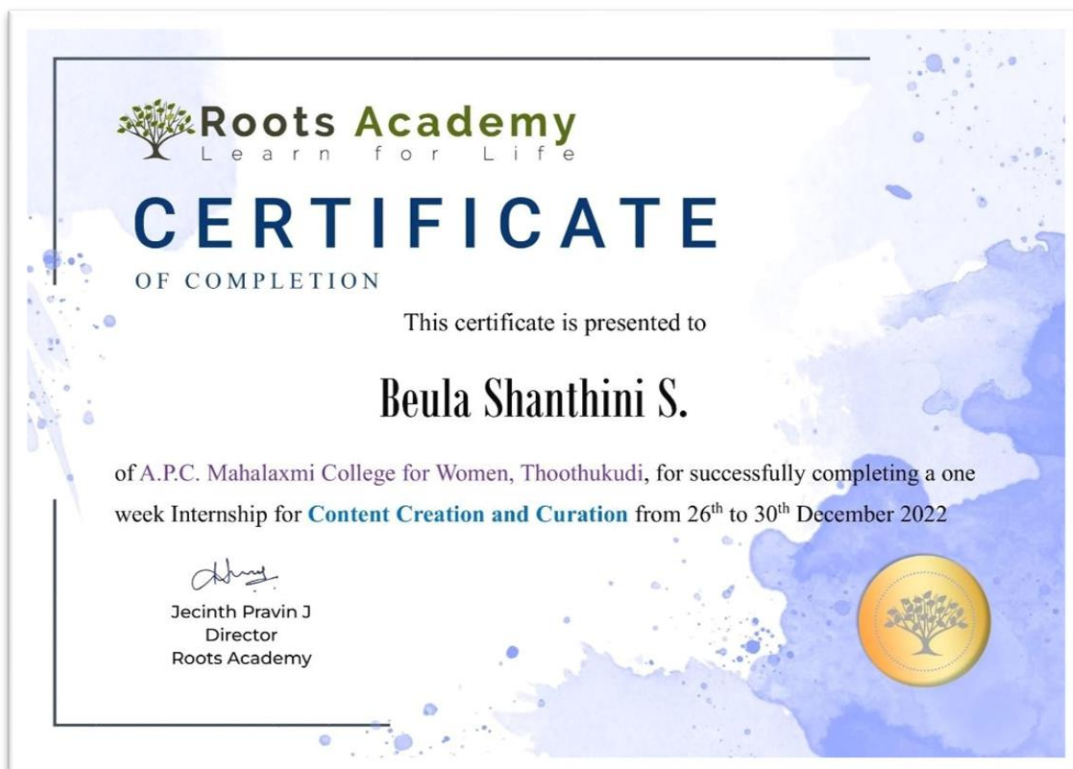 Roots Academy
Learn for Life
CERTIFICATE
OF COMPLETION
This certificate is presented to
Beula Shanthini S.
of A.P.C. Mahalaxmi College for Women, Thoothukudi, for successfully completing a one
week Internship for Content Creation and Curation from 26th to 30th December 2022
Jecinth Pravin J
Director
Roots Academy